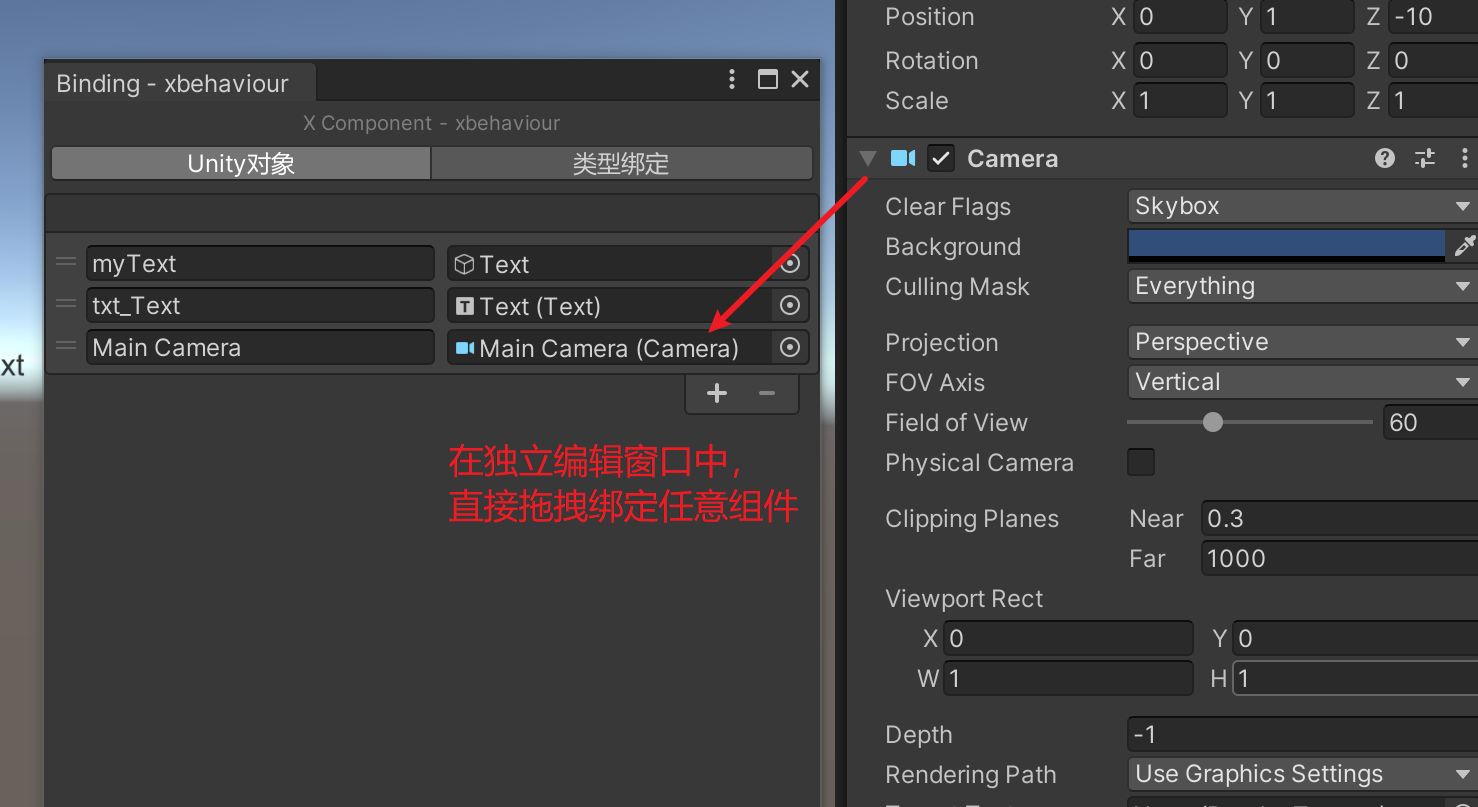 Binding - xbehaviour
X Component - xbehaviour
Unity对象
类型绑定
myText
Text
txt_Text
T Text (Text)
Main Camera
Main Camera (Camera)
xt
在独立编辑窗口中，
直接拖拽绑定任意组件
Position X 0 Y 1 Z -10
Rotation X 0 Y 0 Z 0
Scale X 1 Y 1 Z 1
Camera
Clear Flags Skybox
Background
Culling Mask Everything
Projection Perspective
FOV Axis Vertical
Field of View 60
Physical Camera
Clipping Planes Near 0.3
Far 1000
Viewport Rect
X 0 Y 0
W 1 H 1
Depth -1
Rendering Path Use Graphics Settings